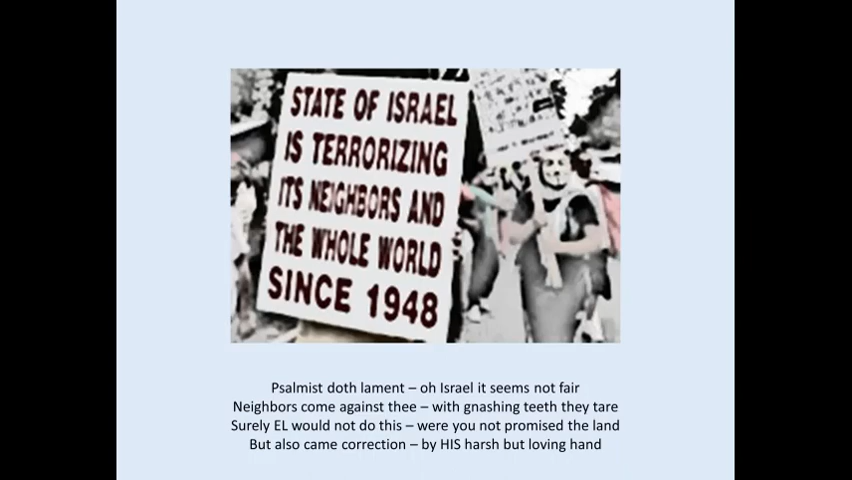 STATE OF ISRAEL
IS TERRORIZING
ITS NEIGHBORS AND
THE WHOLE WORLD
SINCE 1948
Psalmist doth lament – oh Israel it seems not fair
Neighbors come against thee – with gnashing teeth they tare
Surely EL would not do this – were you not promised the land
But also came correction – by HIS harsh but loving hand